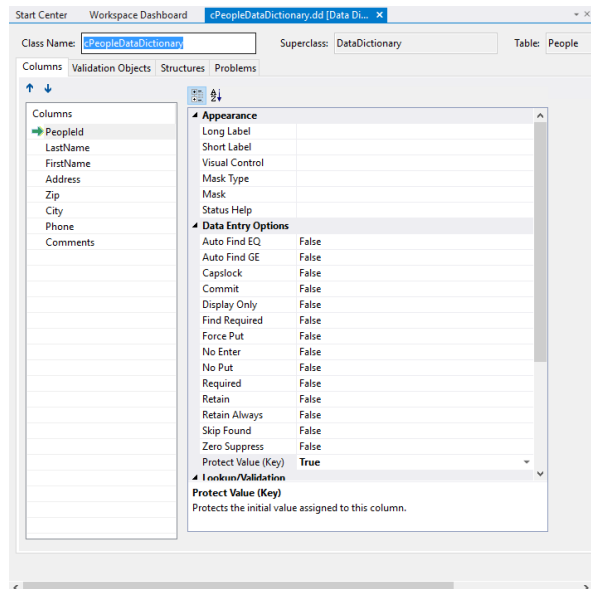 Start Center Workspace Dashboard cPeopleDataDictionary.dd [Data Di...
Class Name: cPeopleDataDictionary Superclass: DataDictionary Table: People
Columns Validation Objects Structures Problems
Columns
PeopleId
LastName
FirstName
Address
Zip
City
Phone
Comments
Appearance
Long Label
Short Label
Visual Control
Mask Type
Mask
Status Help
Data Entry Options
Auto Find EQ False
Auto Find GE False
Capslock False
Commit False
Display Only False
Find Required False
Force Put False
No Enter False
No Put False
Required False
Retain False
Retain Always False
Skip Found False
Zero Suppress False
Protect Value (Key) True
Lookup/Validation
Protect Value (Key)
Protects the initial value assigned to this column.